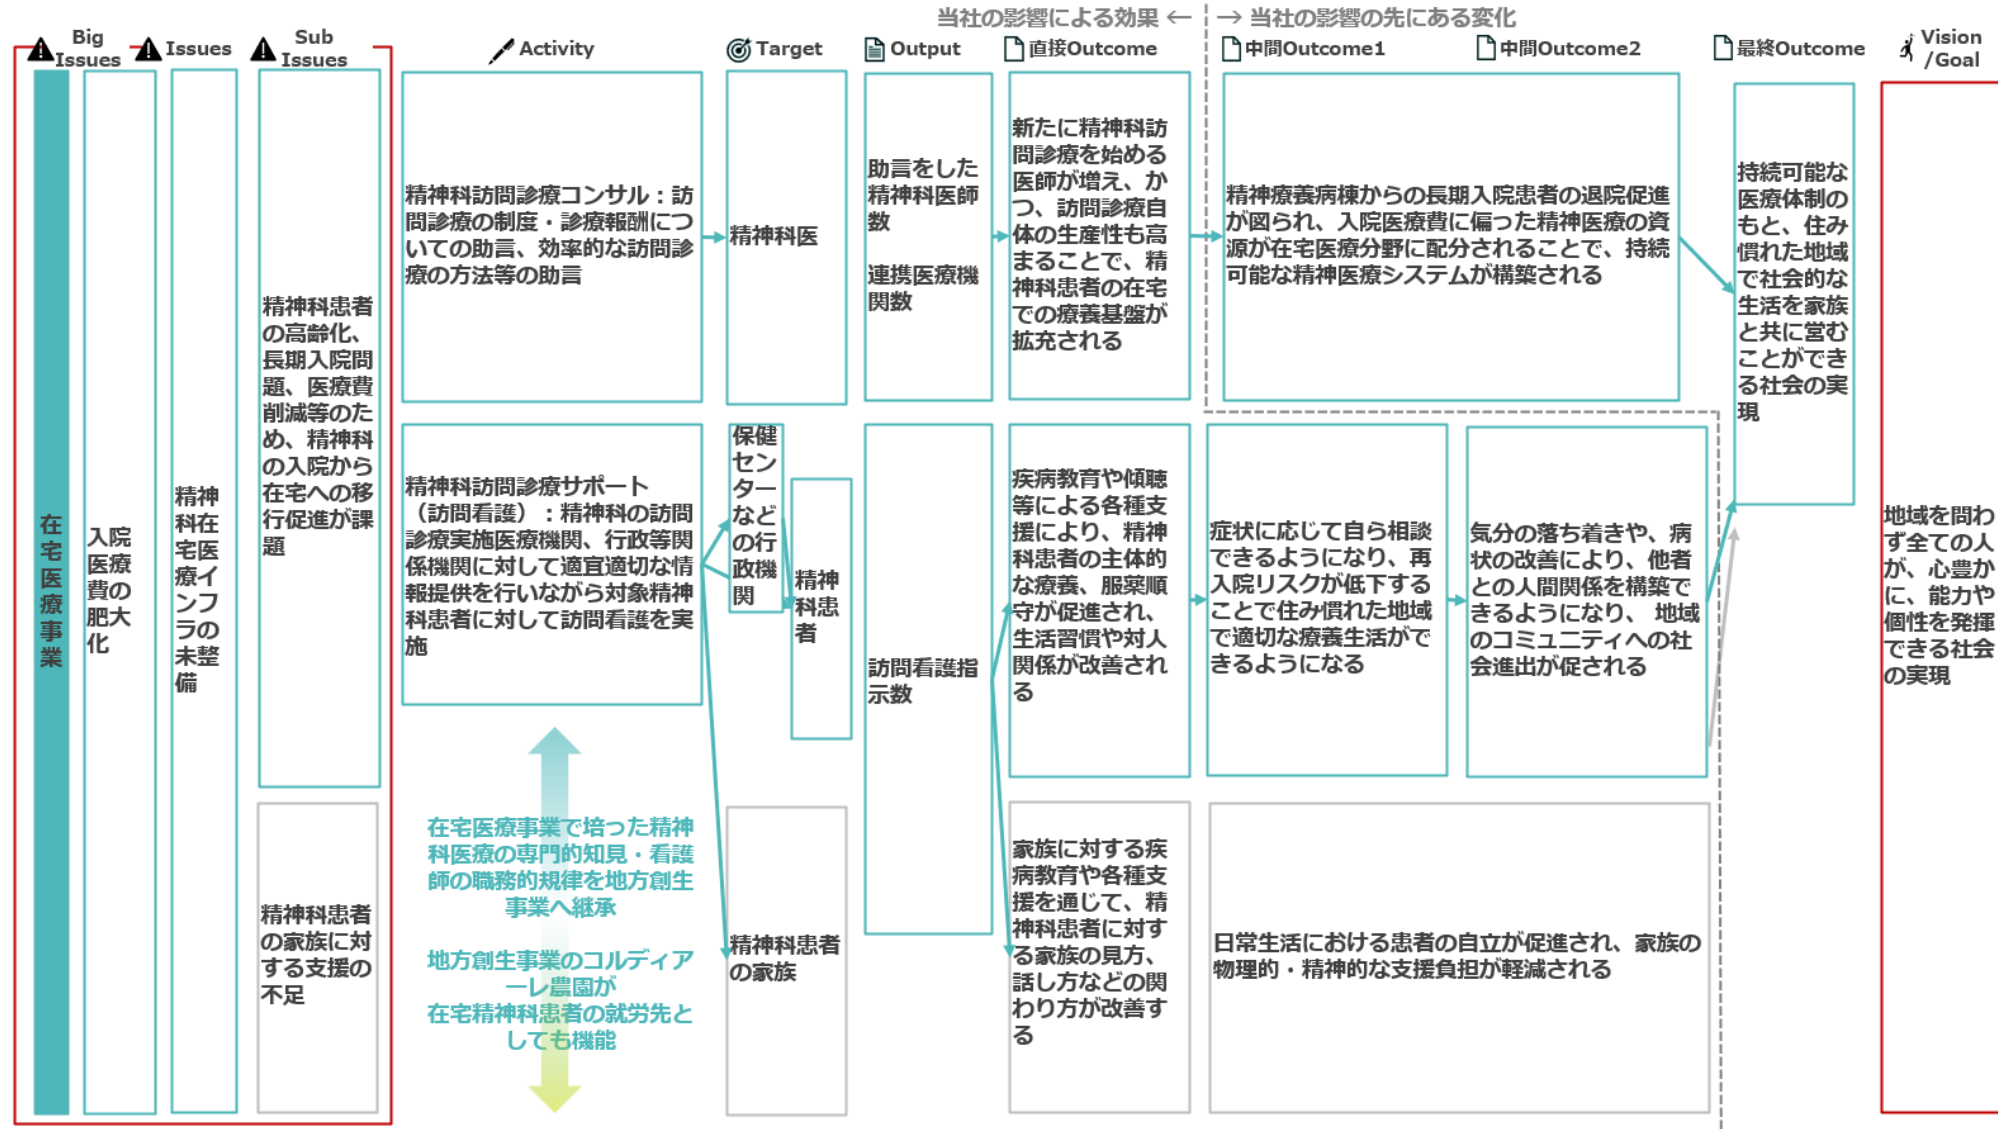 当社の影響による効果 ← → 当社の影響の先にある変化
Big
Issues
Issues
Sub
Issues
Activity
Target
Output
直接Outcome
中間Outcome1
中間Outcome2
最終Outcome
Vision
/Goal
在
宅
医
療
事
業
入院
医療
費の
肥大
化
精神
科在
宅医
療イ
ンフ
ラの
未整
備
精神科患者
の高齢化、
長期入院問
題、医療費
削減等のた
め、精神科
の入院から
在宅への移
行促進が課
題
精神科患者
の家族に対
する支援の
不足
精神科訪問診療コンサル：訪
問診療の制度・診療報酬につ
いての助言、効率的な訪問診
療の方法等の助言
精神科医
助言をした
精神科医師
数
連携医療機
関数
新たに精神科訪
問診療を始める
医師が増え、か
つ、訪問診療自
体の生産性も高
まることで、精
神科患者の在宅
での療養基盤が
拡充される
精神療養病棟からの長期入院患者の退院促進
が図られ、入院医療費に偏った精神医療の資
源が在宅医療分野に配分されることで、持続
可能な精神医療システムが構築される
持続可能な
医療体制の
もと、住み
慣れた地域
で社会的な
生活を家族
と共に営む
ことができ
る社会の実
現
精神科訪問診療サポート
（訪問看護）：精神科の訪問
診療実施医療機関、行政等関
係機関に対して適宜適切な情
報提供を行いながら対象精神
科患者に対して訪問看護を実
施
保健
セン
ター
など
の行
政機
関
精神
科患
者
訪問看護指
示数
疾病教育や傾聴
等による各種支
援により、精神
科患者の主体的
な療養、服薬順
守が促進され、
生活習慣や対人
関係が改善され
る
症状に応じて自ら相談
できるようになり、再
入院リスクが低下する
ことで住み慣れた地域
で適切な療養生活がで
きるようになる
気分の落ち着きや、病
状の改善により、他者
との人間関係を構築で
きるようになり、 地域
のコミュニティへの社
会進出が促される
在宅医療事業で培った精神
科医療の専門的知見・看護
師の職務的規律を地方創生
事業へ継承
地方創生事業のコルディア
ーレ農園が
在宅精神科患者の就労先と
しても機能
精神科患者
の家族
家族に対する疾
病教育や各種支
援を通じて、精
神科患者に対す
る家族の見方、
話し方などの関
わり方が改善す
る
日常生活における患者の自立が促進され、家族の
物理的・精神的な支援負担が軽減される
地域を問わ
ず全ての人
が、心豊か
に、能力や
個性を発揮
できる社会
の実現